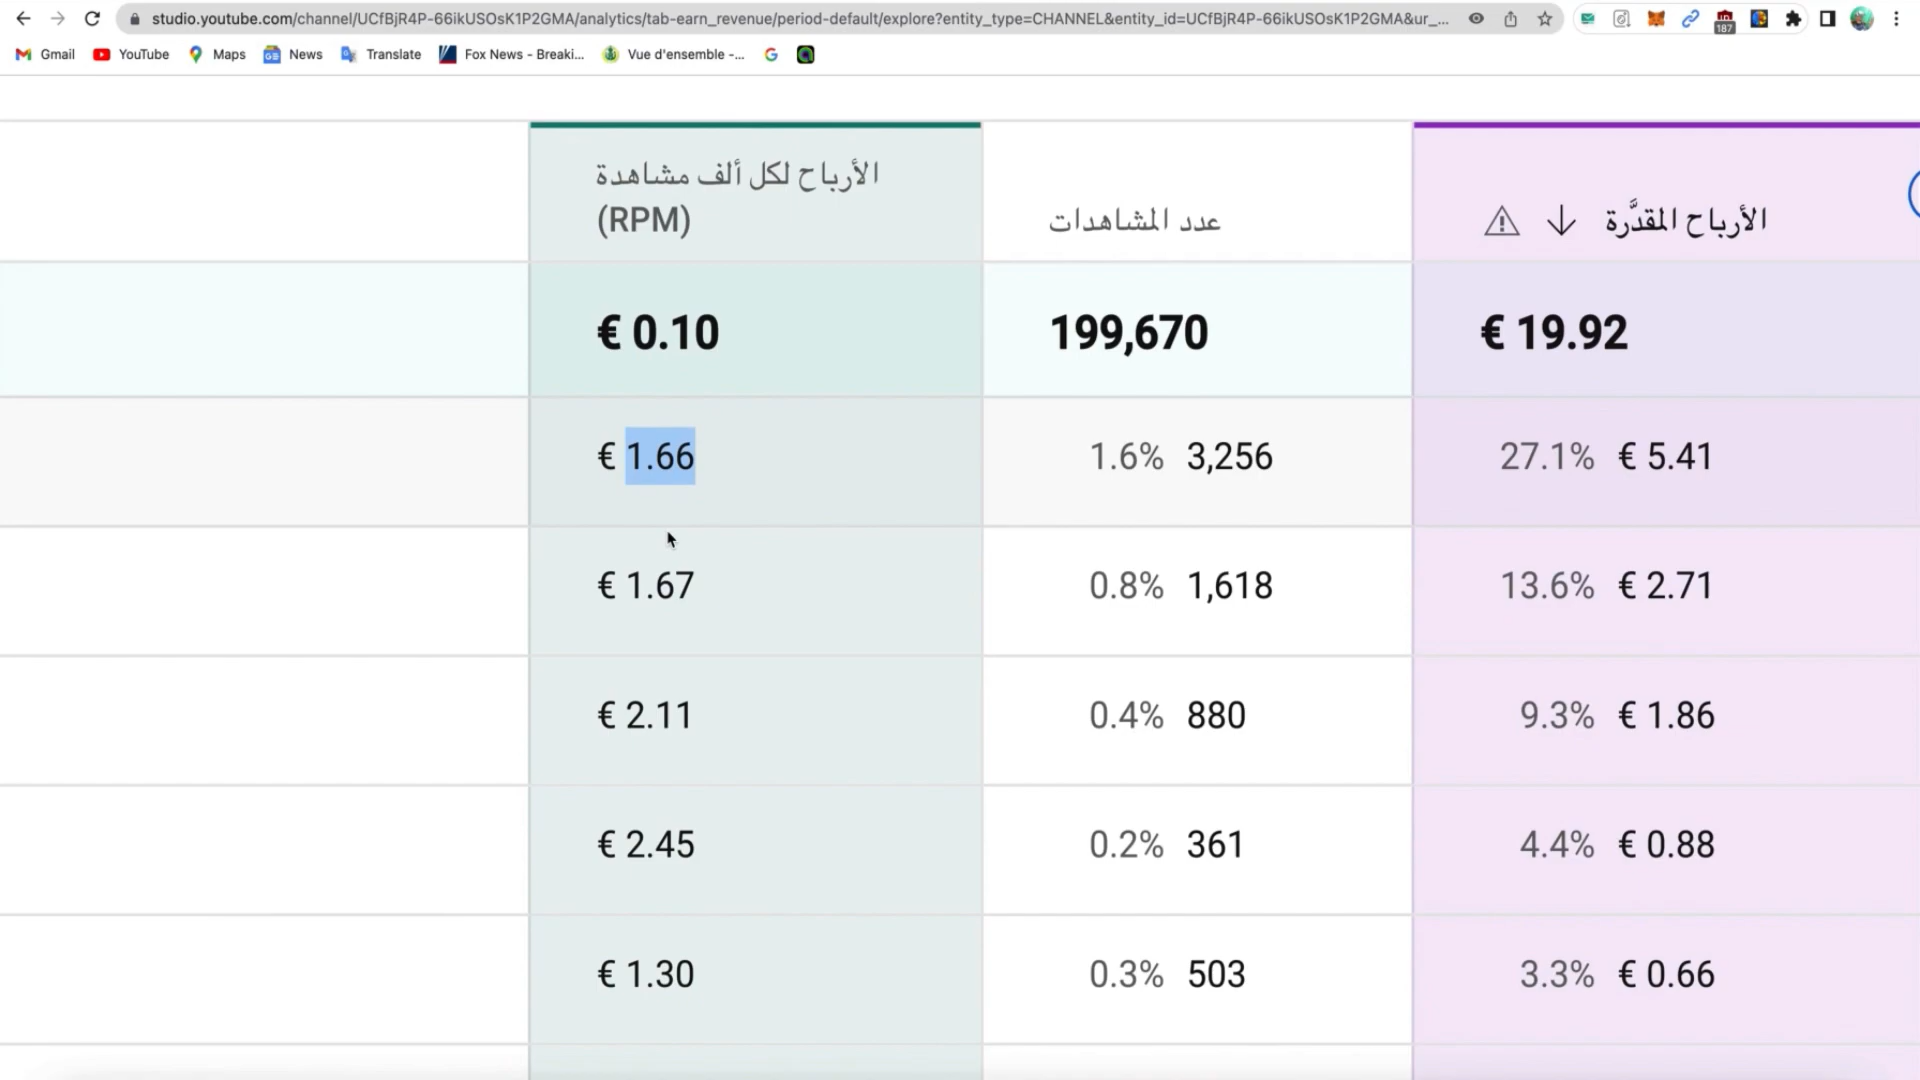 studio.youtube.com/channel/UCfBjR4P-66ikUSOsK1P2GMA/analytics/tab-earn_revenue/period-default/explore?entity_type=CHANNEL&entity_id=UCfBjR4P-66ikUSOsK1P2GMA&ur_...
187
Gmail YouTube Maps News Translate Fox News - Breaki... Vue d'ensemble -...
الأرباح لكل ألف مشاهدة
(RPM)
عدد المشاهدات
الأرباح المقدَّرة
€ 0.10 199,670 € 19.92
€ 1.66 1.6% 3,256 27.1% € 5.41
€ 1.67 0.8% 1,618 13.6% € 2.71
€ 2.11 0.4% 880 9.3% € 1.86
€ 2.45 0.2% 361 4.4% € 0.88
€ 1.30 0.3% 503 3.3% € 0.66